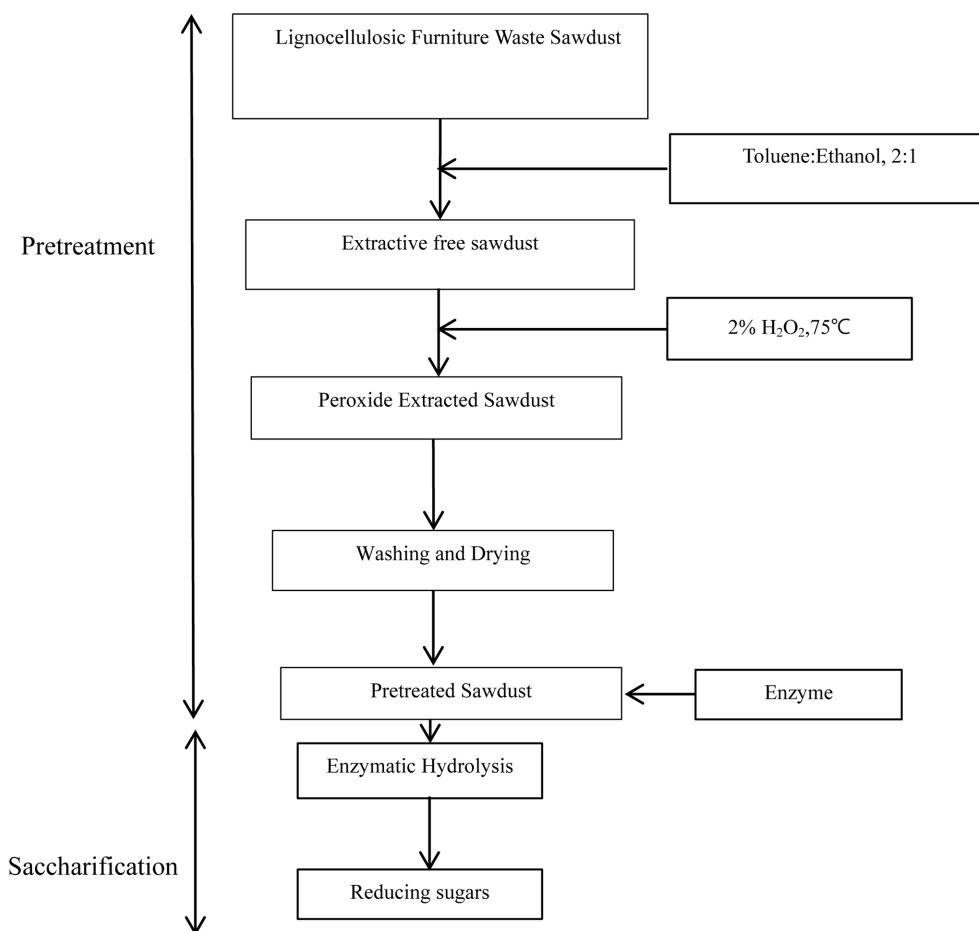 Lignocellulosic Furniture Waste Sawdust
Toluene:Ethanol, 2:1
Pretreatment
Extractive free sawdust
2% H₂O₂,75℃
Peroxide Extracted Sawdust
Washing and Drying
Pretreated Sawdust
Enzyme
Enzymatic Hydrolysis
Saccharification
Reducing sugars